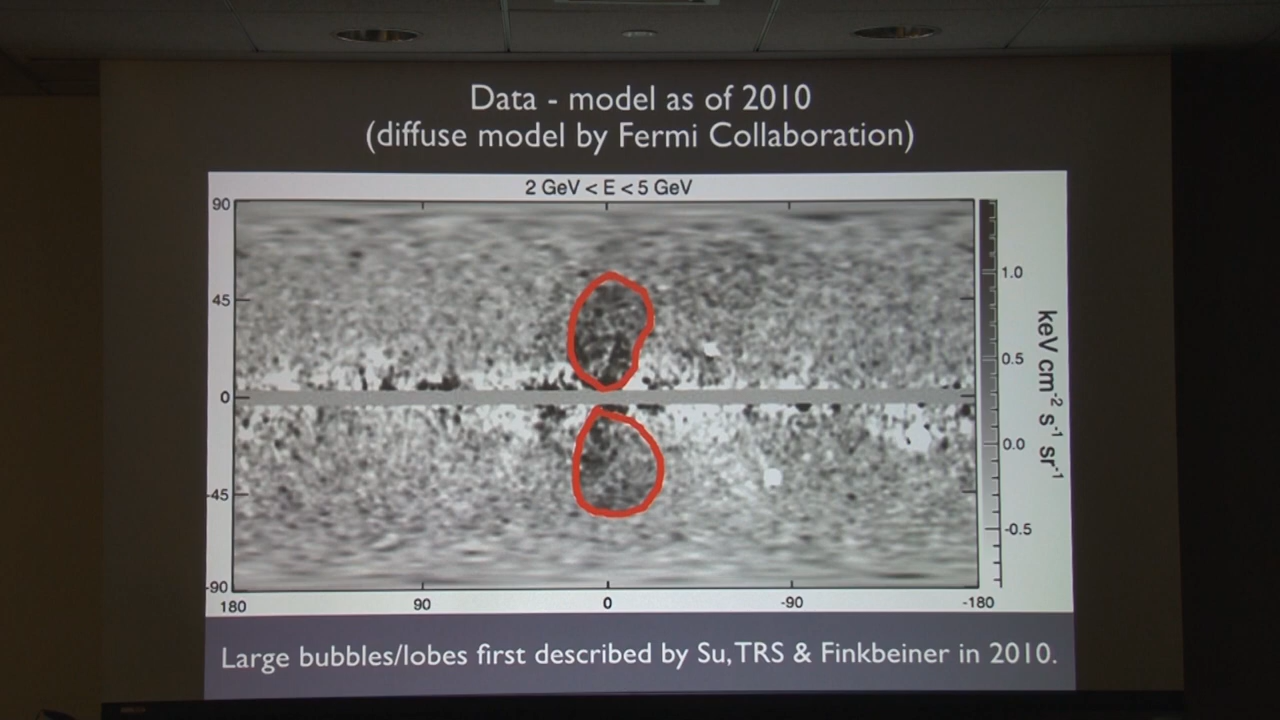 Data - model as of 2010
(diffuse model by Fermi Collaboration)
2 GeV < E < 5 GeV
90
45
0
-45
-90
180
90
0
-90
-180
1.0
0.5
0.0
-0.5
keV cm-2 s-1 sr-1
Large bubbles/lobes first described by Su, TRS & Finkbeiner in 2010.